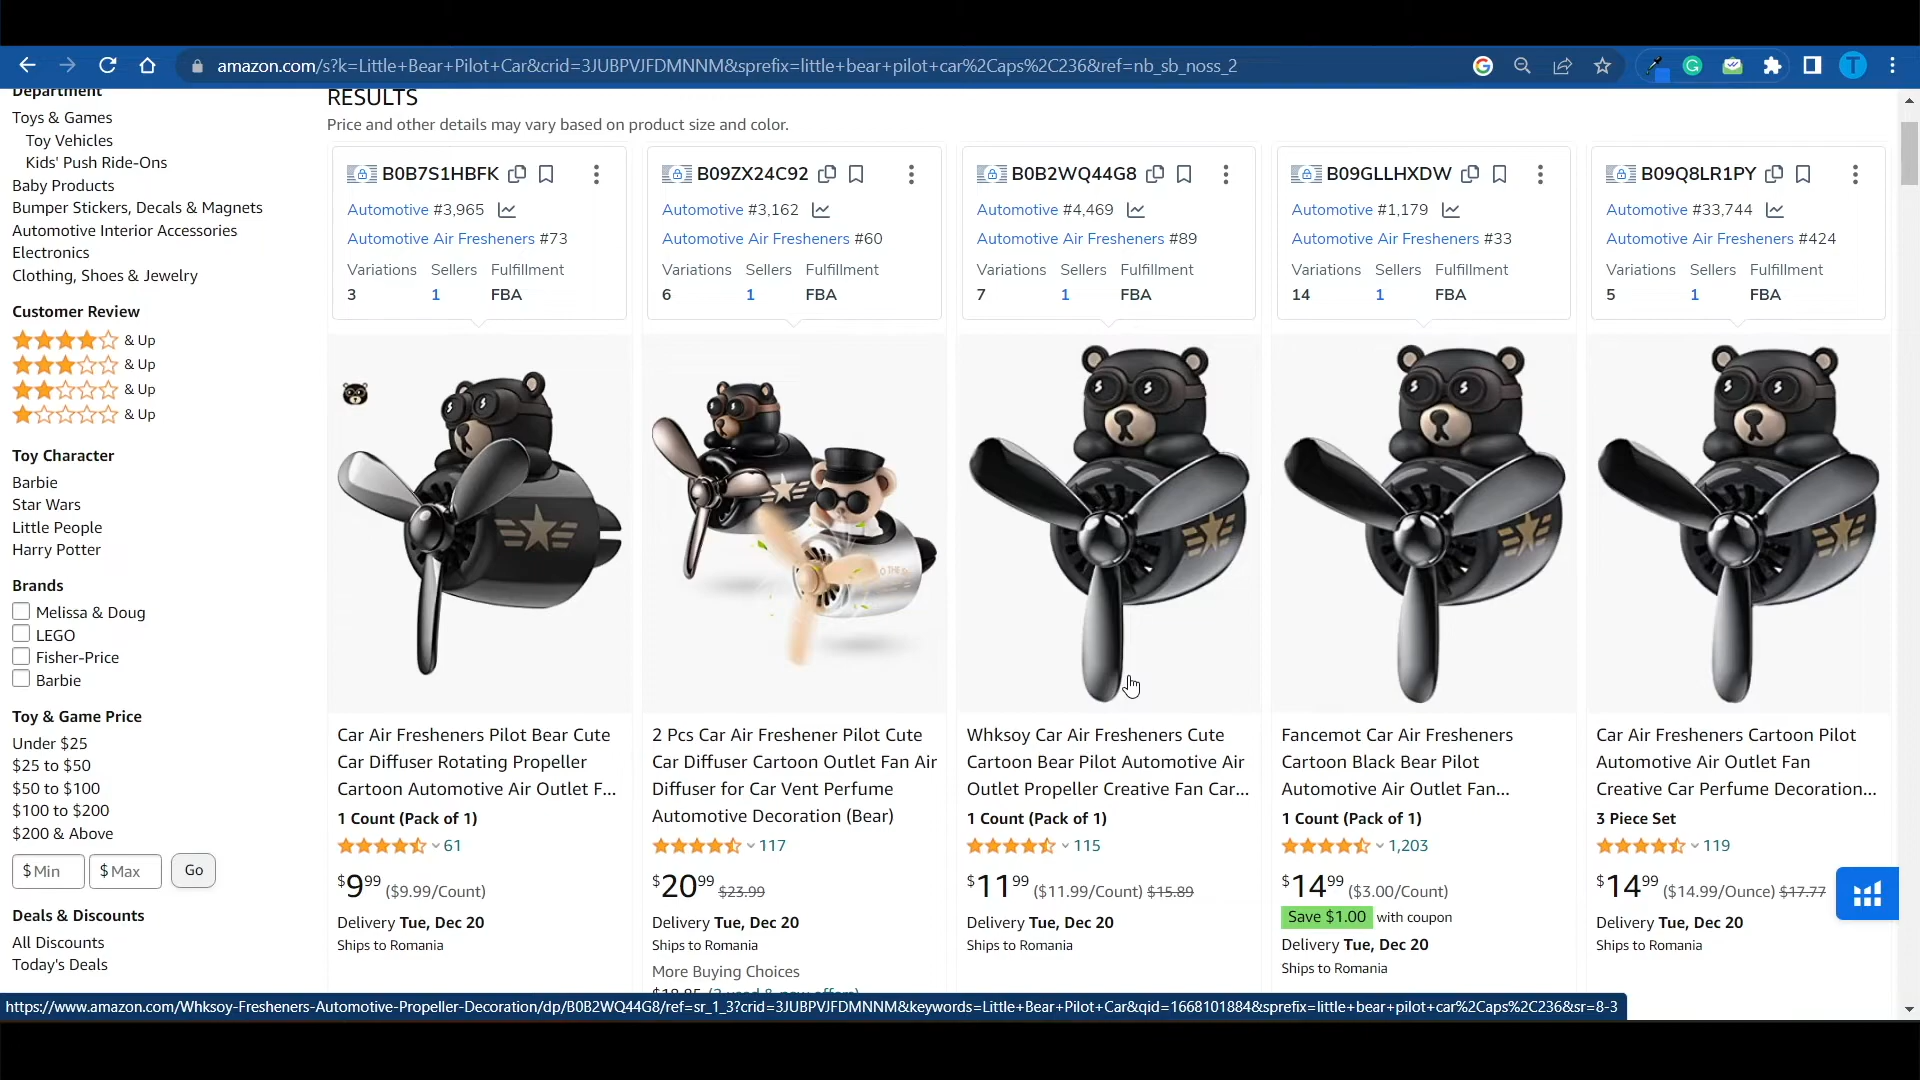 amazon.com/s?k=Little+Bear+Pilot+Car&crid=3JUBPVJFDMNNM&sprefix=little+bear+pilot+car%2Caps%2C236&ref=nb_sb_noss_2
T
Department
Toys & Games
Toy Vehicles
Kids' Push Ride-Ons
Baby Products
Bumper Stickers, Decals & Magnets
Automotive Interior Accessories
Electronics
Clothing, Shoes & Jewelry
Customer Review
& Up
& Up
& Up
& Up
Toy Character
Barbie
Star Wars
Little People
Harry Potter
Brands
Melissa & Doug
LEGO
Fisher-Price
Barbie
Toy & Game Price
Under $25
$25 to $50
$50 to $100
$100 to $200
$200 & Above
$ Min $ Max Go
Deals & Discounts
All Discounts
Today's Deals
RESULTS
Price and other details may vary based on product size and color.
B0B7S1HBFK
Automotive #3,965
Automotive Air Fresheners #73
Variations Sellers Fulfillment
3 1 FBA
Car Air Fresheners Pilot Bear Cute
Car Diffuser Rotating Propeller
Cartoon Automotive Air Outlet F...
1 Count (Pack of 1)
61
$9.99 ($9.99/Count)
Delivery Tue, Dec 20
Ships to Romania
B09ZX24C92
Automotive #3,162
Automotive Air Fresheners #60
Variations Sellers Fulfillment
6 1 FBA
2 Pcs Car Air Freshener Pilot Cute
Car Diffuser Cartoon Outlet Fan Air
Diffuser for Car Vent Perfume
Automotive Decoration (Bear)
117
$20.99 $23.99
Delivery Tue, Dec 20
Ships to Romania
More Buying Choices
B0B2WQ44G8
Automotive #4,469
Automotive Air Fresheners #89
Variations Sellers Fulfillment
7 1 FBA
Whksoy Car Air Fresheners Cute
Cartoon Bear Pilot Automotive Air
Outlet Propeller Creative Fan Car...
1 Count (Pack of 1)
115
$11.99 ($11.99/Count) $15.89
Delivery Tue, Dec 20
Ships to Romania
B09GLLHXDW
Automotive #1,179
Automotive Air Fresheners #33
Variations Sellers Fulfillment
14 1 FBA
Fancemot Car Air Fresheners
Cartoon Black Bear Pilot
Automotive Air Outlet Fan...
1 Count (Pack of 1)
1,203
$14.99 ($3.00/Count)
Save $1.00 with coupon
Delivery Tue, Dec 20
Ships to Romania
B09Q8LR1PY
Automotive #33,744
Automotive Air Fresheners #424
Variations Sellers Fulfillment
5 1 FBA
Car Air Fresheners Cartoon Pilot
Automotive Air Outlet Fan
Creative Car Perfume Decoration...
3 Piece Set
119
$14.99 ($14.99/Ounce) $17.77
Delivery Tue, Dec 20
Ships to Romania
https://www.amazon.com/Whksoy-Fresheners-Automotive-Propeller-Decoration/dp/B0B2WQ44G8/ref=sr_1_3?crid=3JUBPVJFDMNNM&keywords=Little+Bear+Pilot+Car&qid=1668101884&sprefix=little+bear+pilot+car%2Caps%2C236&sr=8-3